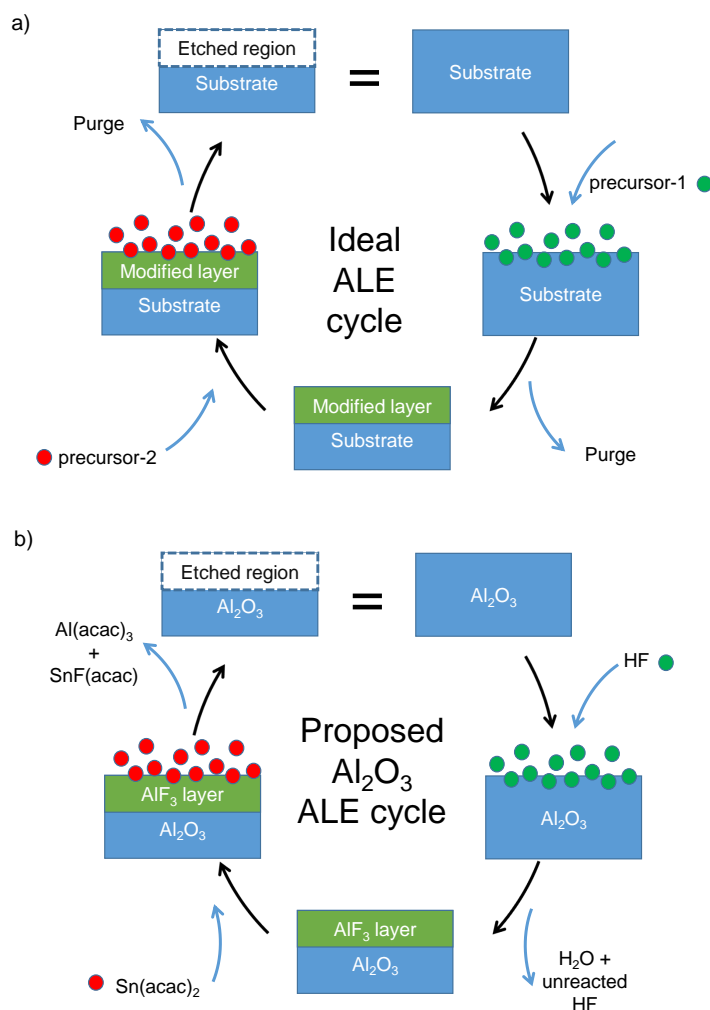 a)
Etched region
Substrate
=
Substrate
Purge
precursor-1
Modified layer
Substrate
Ideal
ALE
cycle
Substrate
Modified layer
Substrate
precursor-2
Purge
b)
Etched region
Al₂O₃
=
Al₂O₃
Al(acac)₃
+
SnF(acac)
HF
AlF₃ layer
Al₂O₃
Proposed
Al₂O₃
ALE cycle
Al₂O₃
AlF₃ layer
Al₂O₃
Sn(acac)₂
H₂O +
unreacted
HF